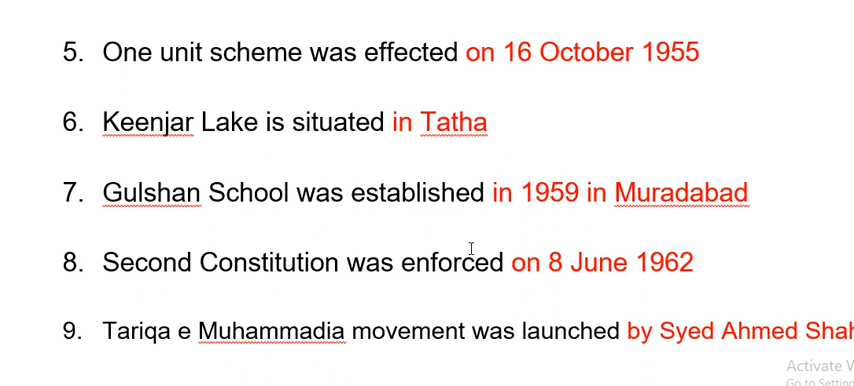 5. One unit scheme was effected on 16 October 1955
6. Keenjar Lake is situated in Tatha
7. Gulshan School was established in 1959 in Muradabad
8. Second Constitution was enforced on 8 June 1962
9. Tariqa e Muhammadia movement was launched by Syed Ahmed Shah
Activate
Go to Setting